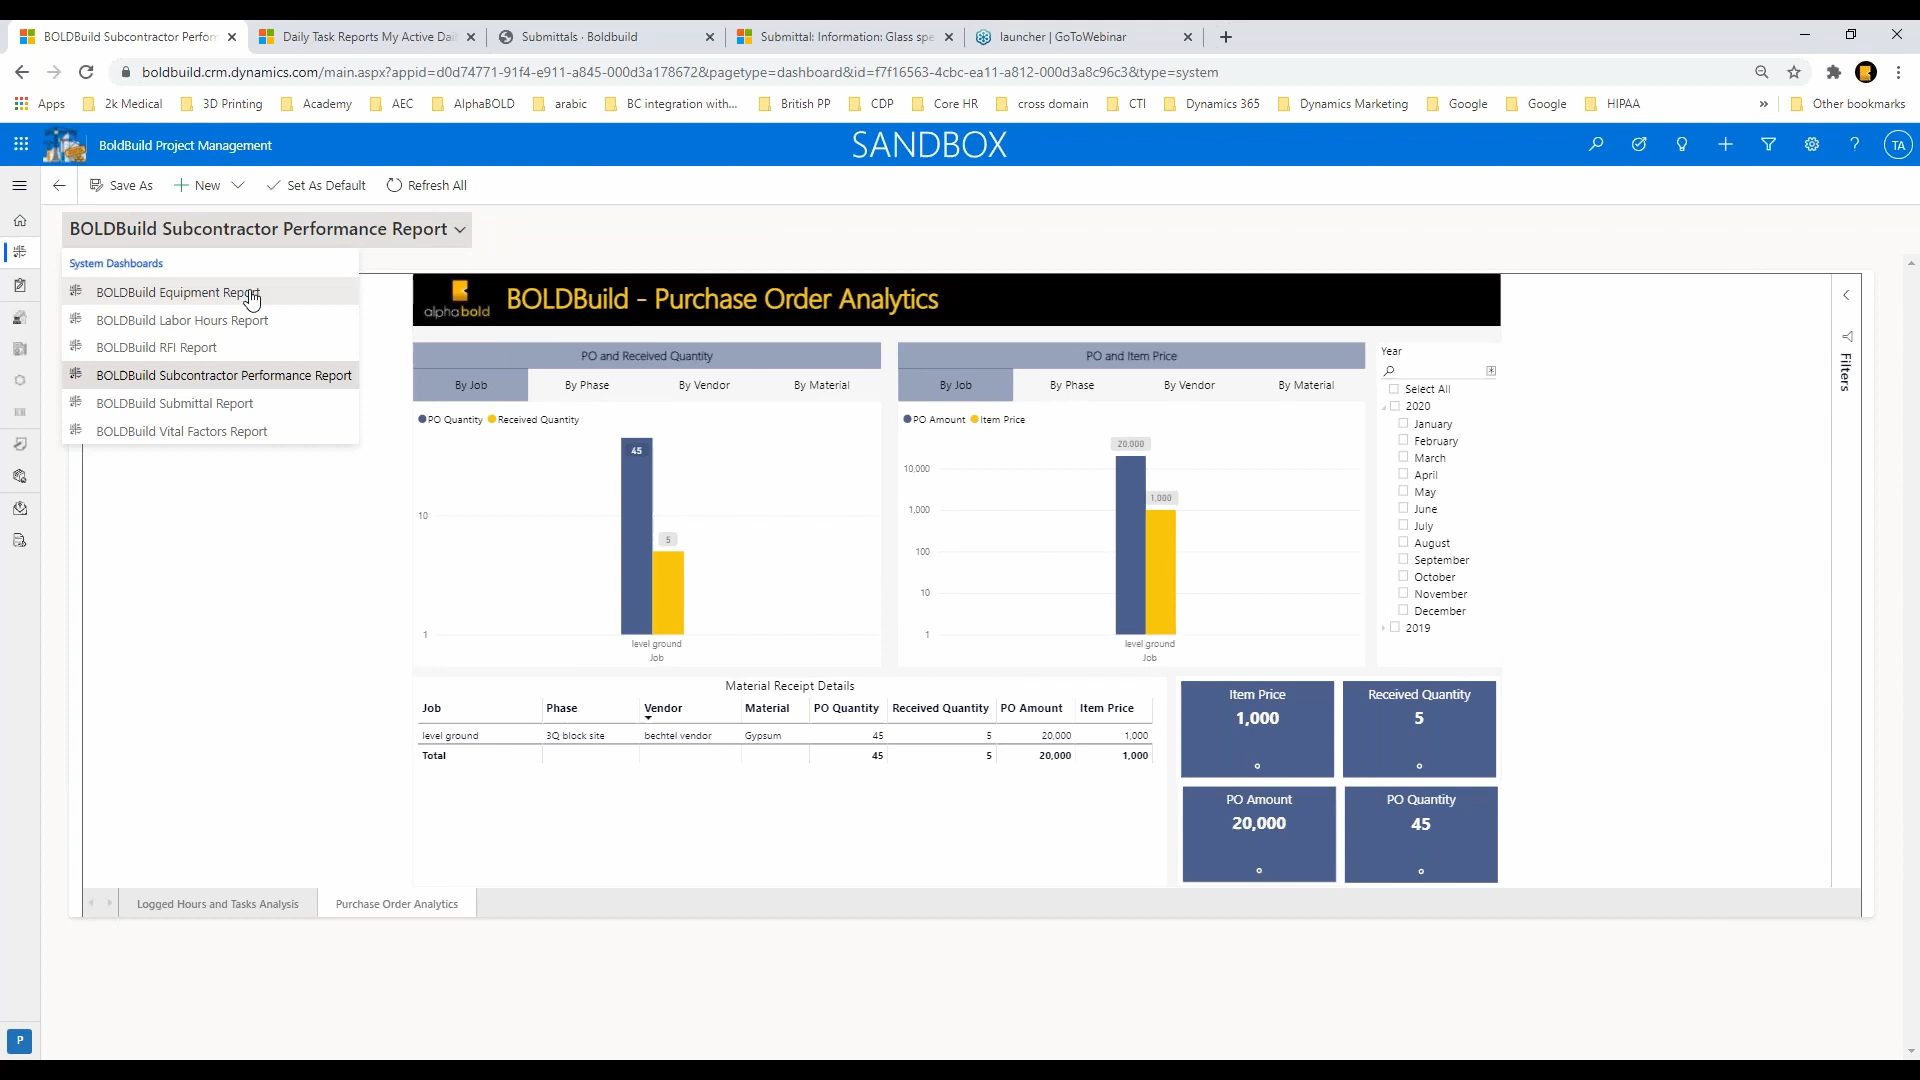 BOLDBuild Subcontractor Perforn
Daily Task Reports My Active Dail
Submittals - Boldbuild
Submittal: Information: Glass spe
launcher | GoToWebinar
boldbuild.crm.dynamics.com/main.aspx?appid=d0d74771-91f4-e911-a845-000d3a178672&pagetype=dashboard&id=f7f16563-4cbc-ea11-a812-000d3a8c96c3&type=system
Apps
2k Medical
3D Printing
Academy
AEC
AlphaBOLD
arabic
BC integration with...
British PP
CDP
Core HR
cross domain
CTI
Dynamics 365
Dynamics Marketing
Google
Google
HIPAA
»
Other bookmarks
BoldBuild Project Management
SANDBOX
TA
Save As
New
Set As Default
Refresh All
BOLDBuild Subcontractor Performance Report
System Dashboards
BOLDBuild Equipment Report
BOLDBuild Labor Hours Report
BOLDBuild RFI Report
BOLDBuild Subcontractor Performance Report
BOLDBuild Submittal Report
BOLDBuild Vital Factors Report
alphabold
BOLDBuild - Purchase Order Analytics
PO and Received Quantity
By Job
By Phase
By Vendor
By Material
PO Quantity
Received Quantity
45
5
10
1
level ground
Job
PO and Item Price
By Job
By Phase
By Vendor
By Material
PO Amount
Item Price
20,000
1,000
10,000
1,000
100
10
1
level ground
Job
Year
Select All
2020
January
February
March
April
May
June
July
August
September
October
November
December
2019
Filters
Material Receipt Details
Job Phase Vendor Material PO Quantity Received Quantity PO Amount Item Price
level ground 3Q block site bechtel vendor Gypsum 45 5 20,000 1,000
Total 45 5 20,000 1,000
Item Price
1,000
Received Quantity
5
PO Amount
20,000
PO Quantity
45
Logged Hours and Tasks Analysis
Purchase Order Analytics
P